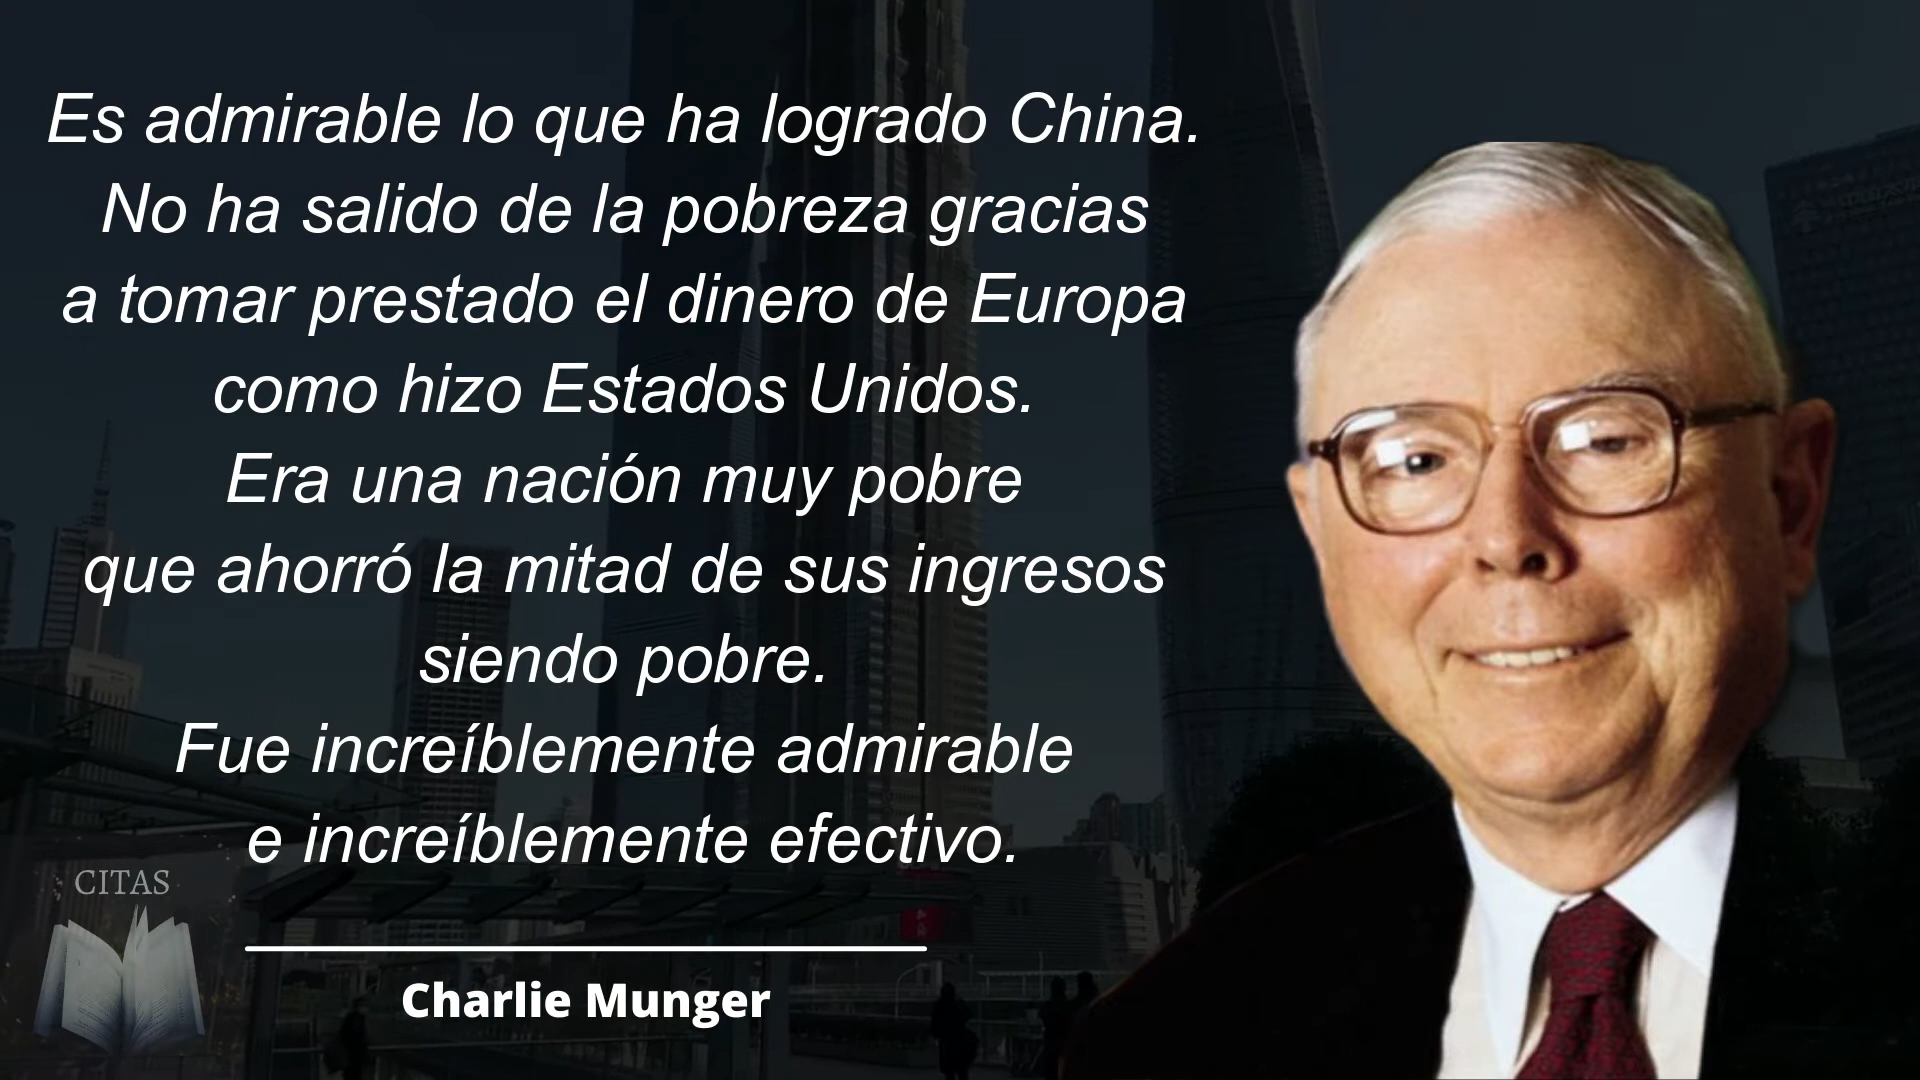 Es admirable lo que ha logrado China.
No ha salido de la pobreza gracias
a tomar prestado el dinero de Europa
como hizo Estados Unidos.
Era una nación muy pobre
que ahorró la mitad de sus ingresos
siendo pobre.
Fue increíblemente admirable
e increíblemente efectivo.
CITAS
Charlie Munger